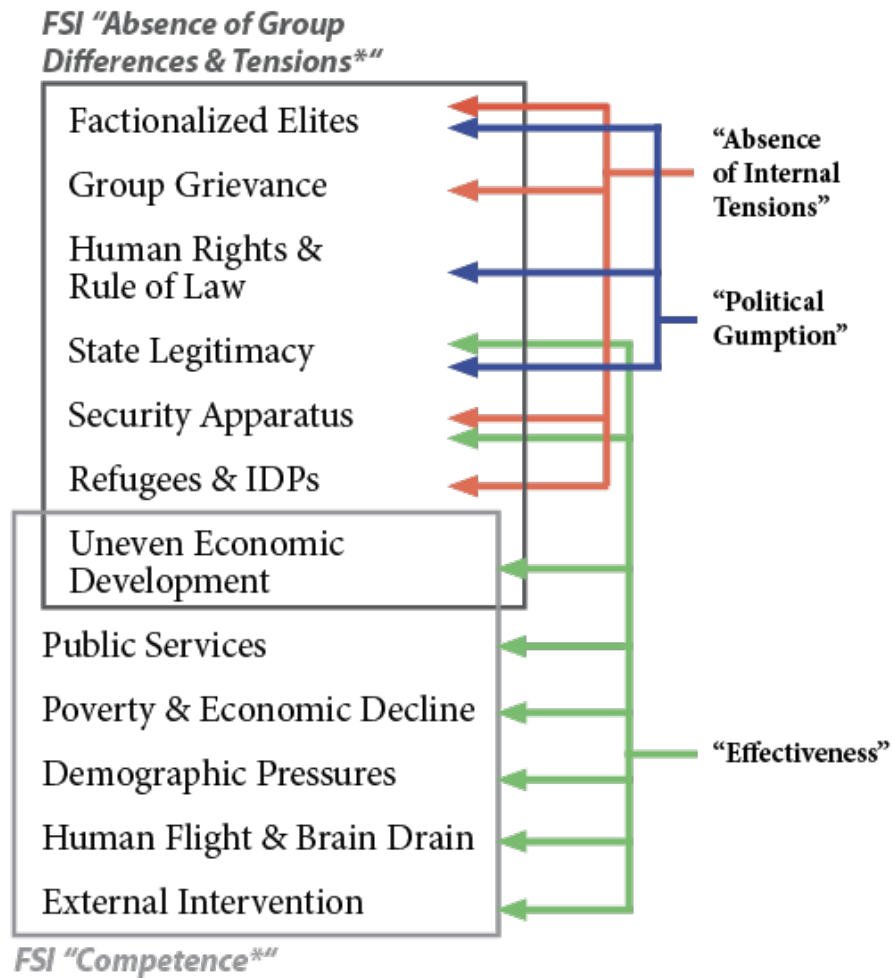 FSI “Absence of Group
Differences & Tensions*“
Factionalized Elites
Group Grievance
Human Rights &
Rule of Law
State Legitimacy
Security Apparatus
Refugees & IDPs
Uneven Economic
Development
Public Services
Poverty & Economic Decline
Demographic Pressures
Human Flight & Brain Drain
External Intervention
FSI “Competence*“
“Absence
of Internal
Tensions”
“Political
Gumption”
“Effectiveness”